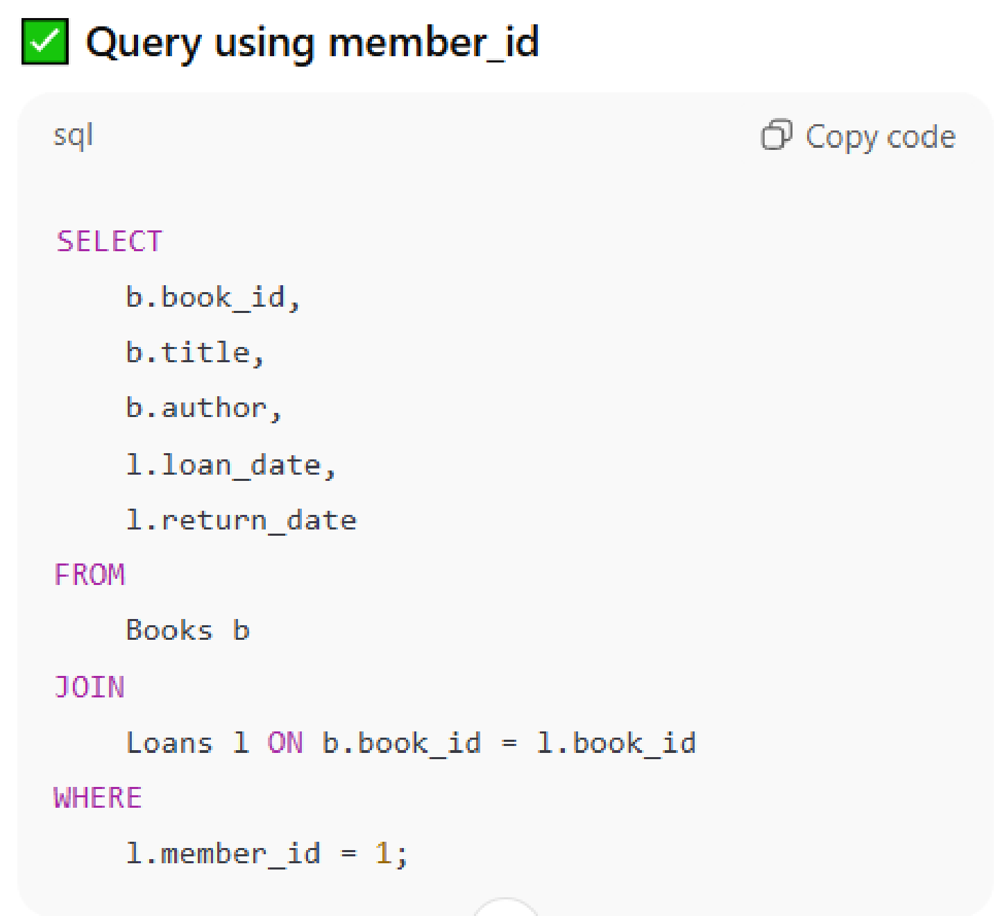 ✅ Query using member_id
sql
Copy code
SELECT
    b.book_id,
    b.title,
    b.author,
    l.loan_date,
    l.return_date
FROM
    Books b
JOIN
    Loans l ON b.book_id = l.book_id
WHERE
    l.member_id = 1;